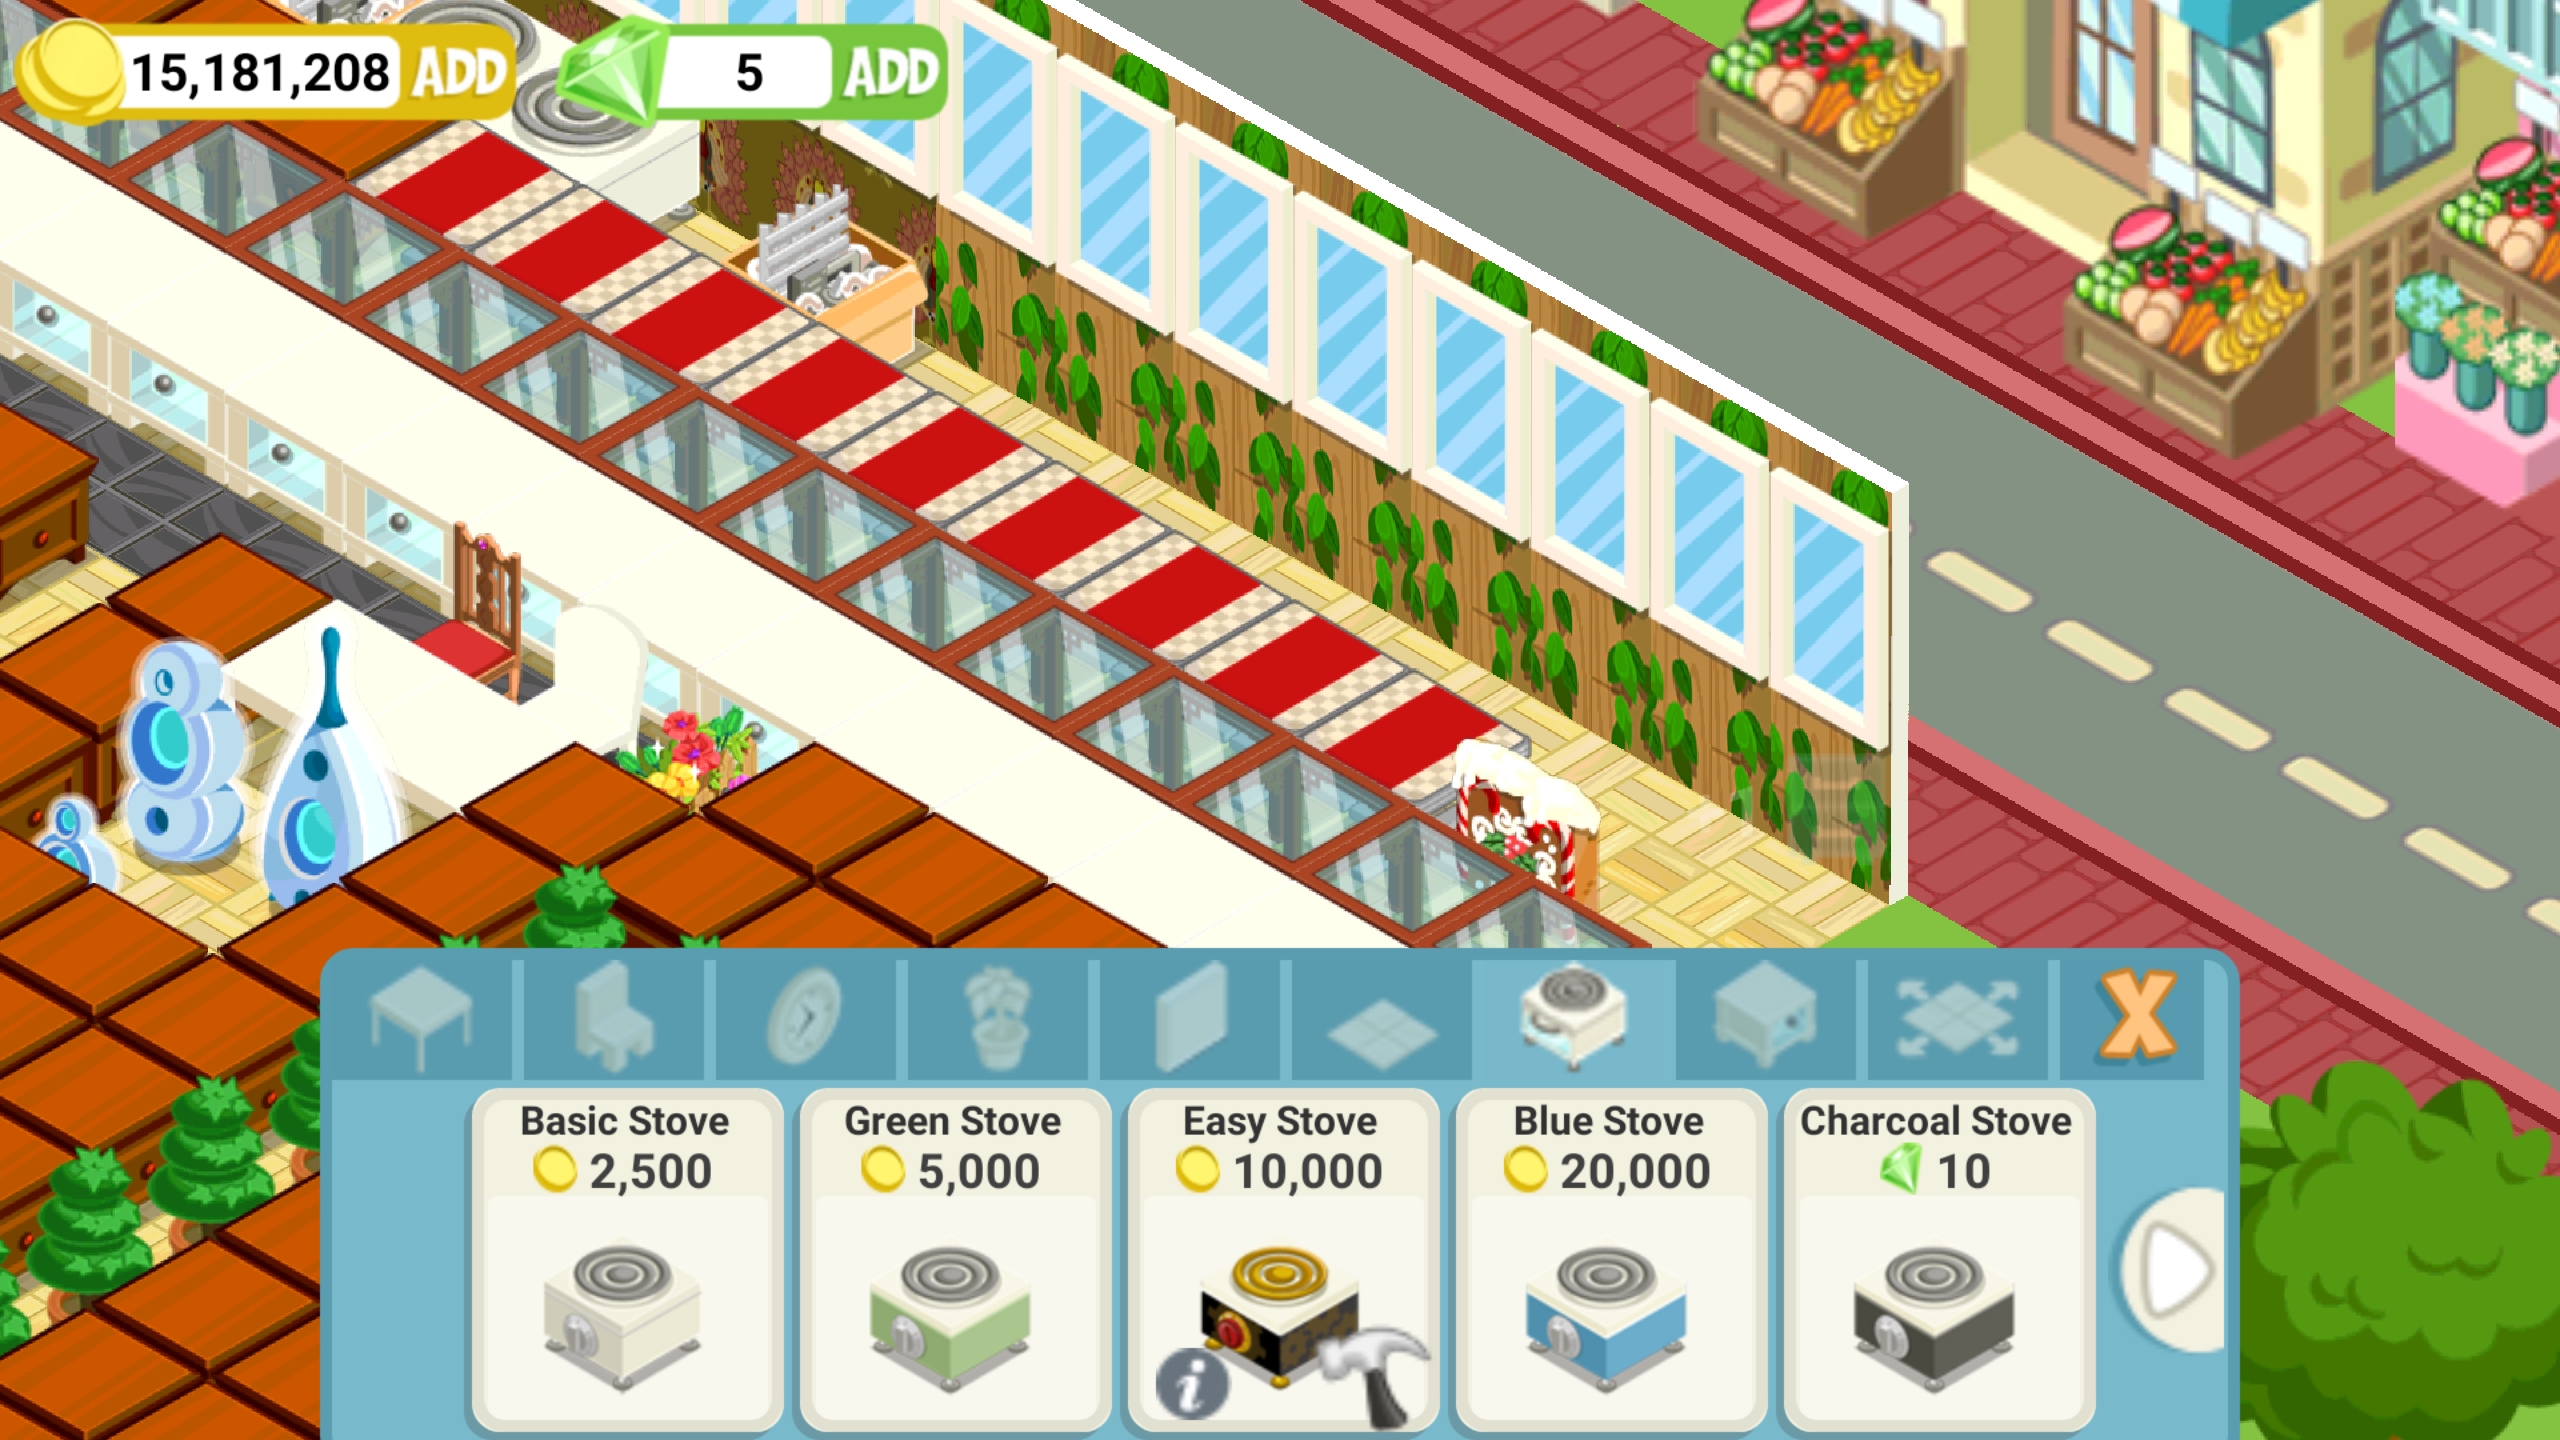 15,181,208 ADD
5 ADD
Basic Stove
2,500
Green Stove
5,000
Easy Stove
10,000
Blue Stove
20,000
Charcoal Stove
10
i